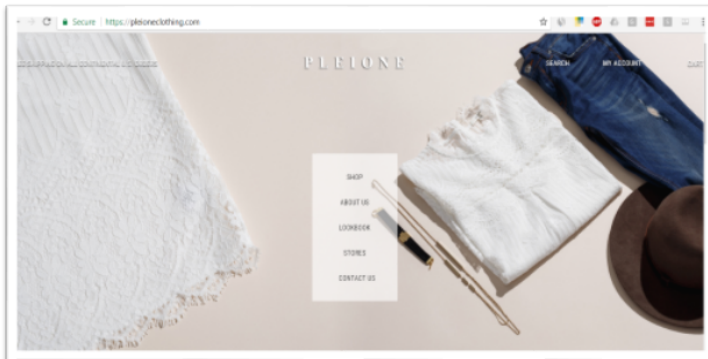 Secure | https://pleioneclothing.com
PLEIONE
SEARCH
MY ACCOUNT
CART
SHOP
ABOUT US
LOOKBOOK
STORES
CONTACT US